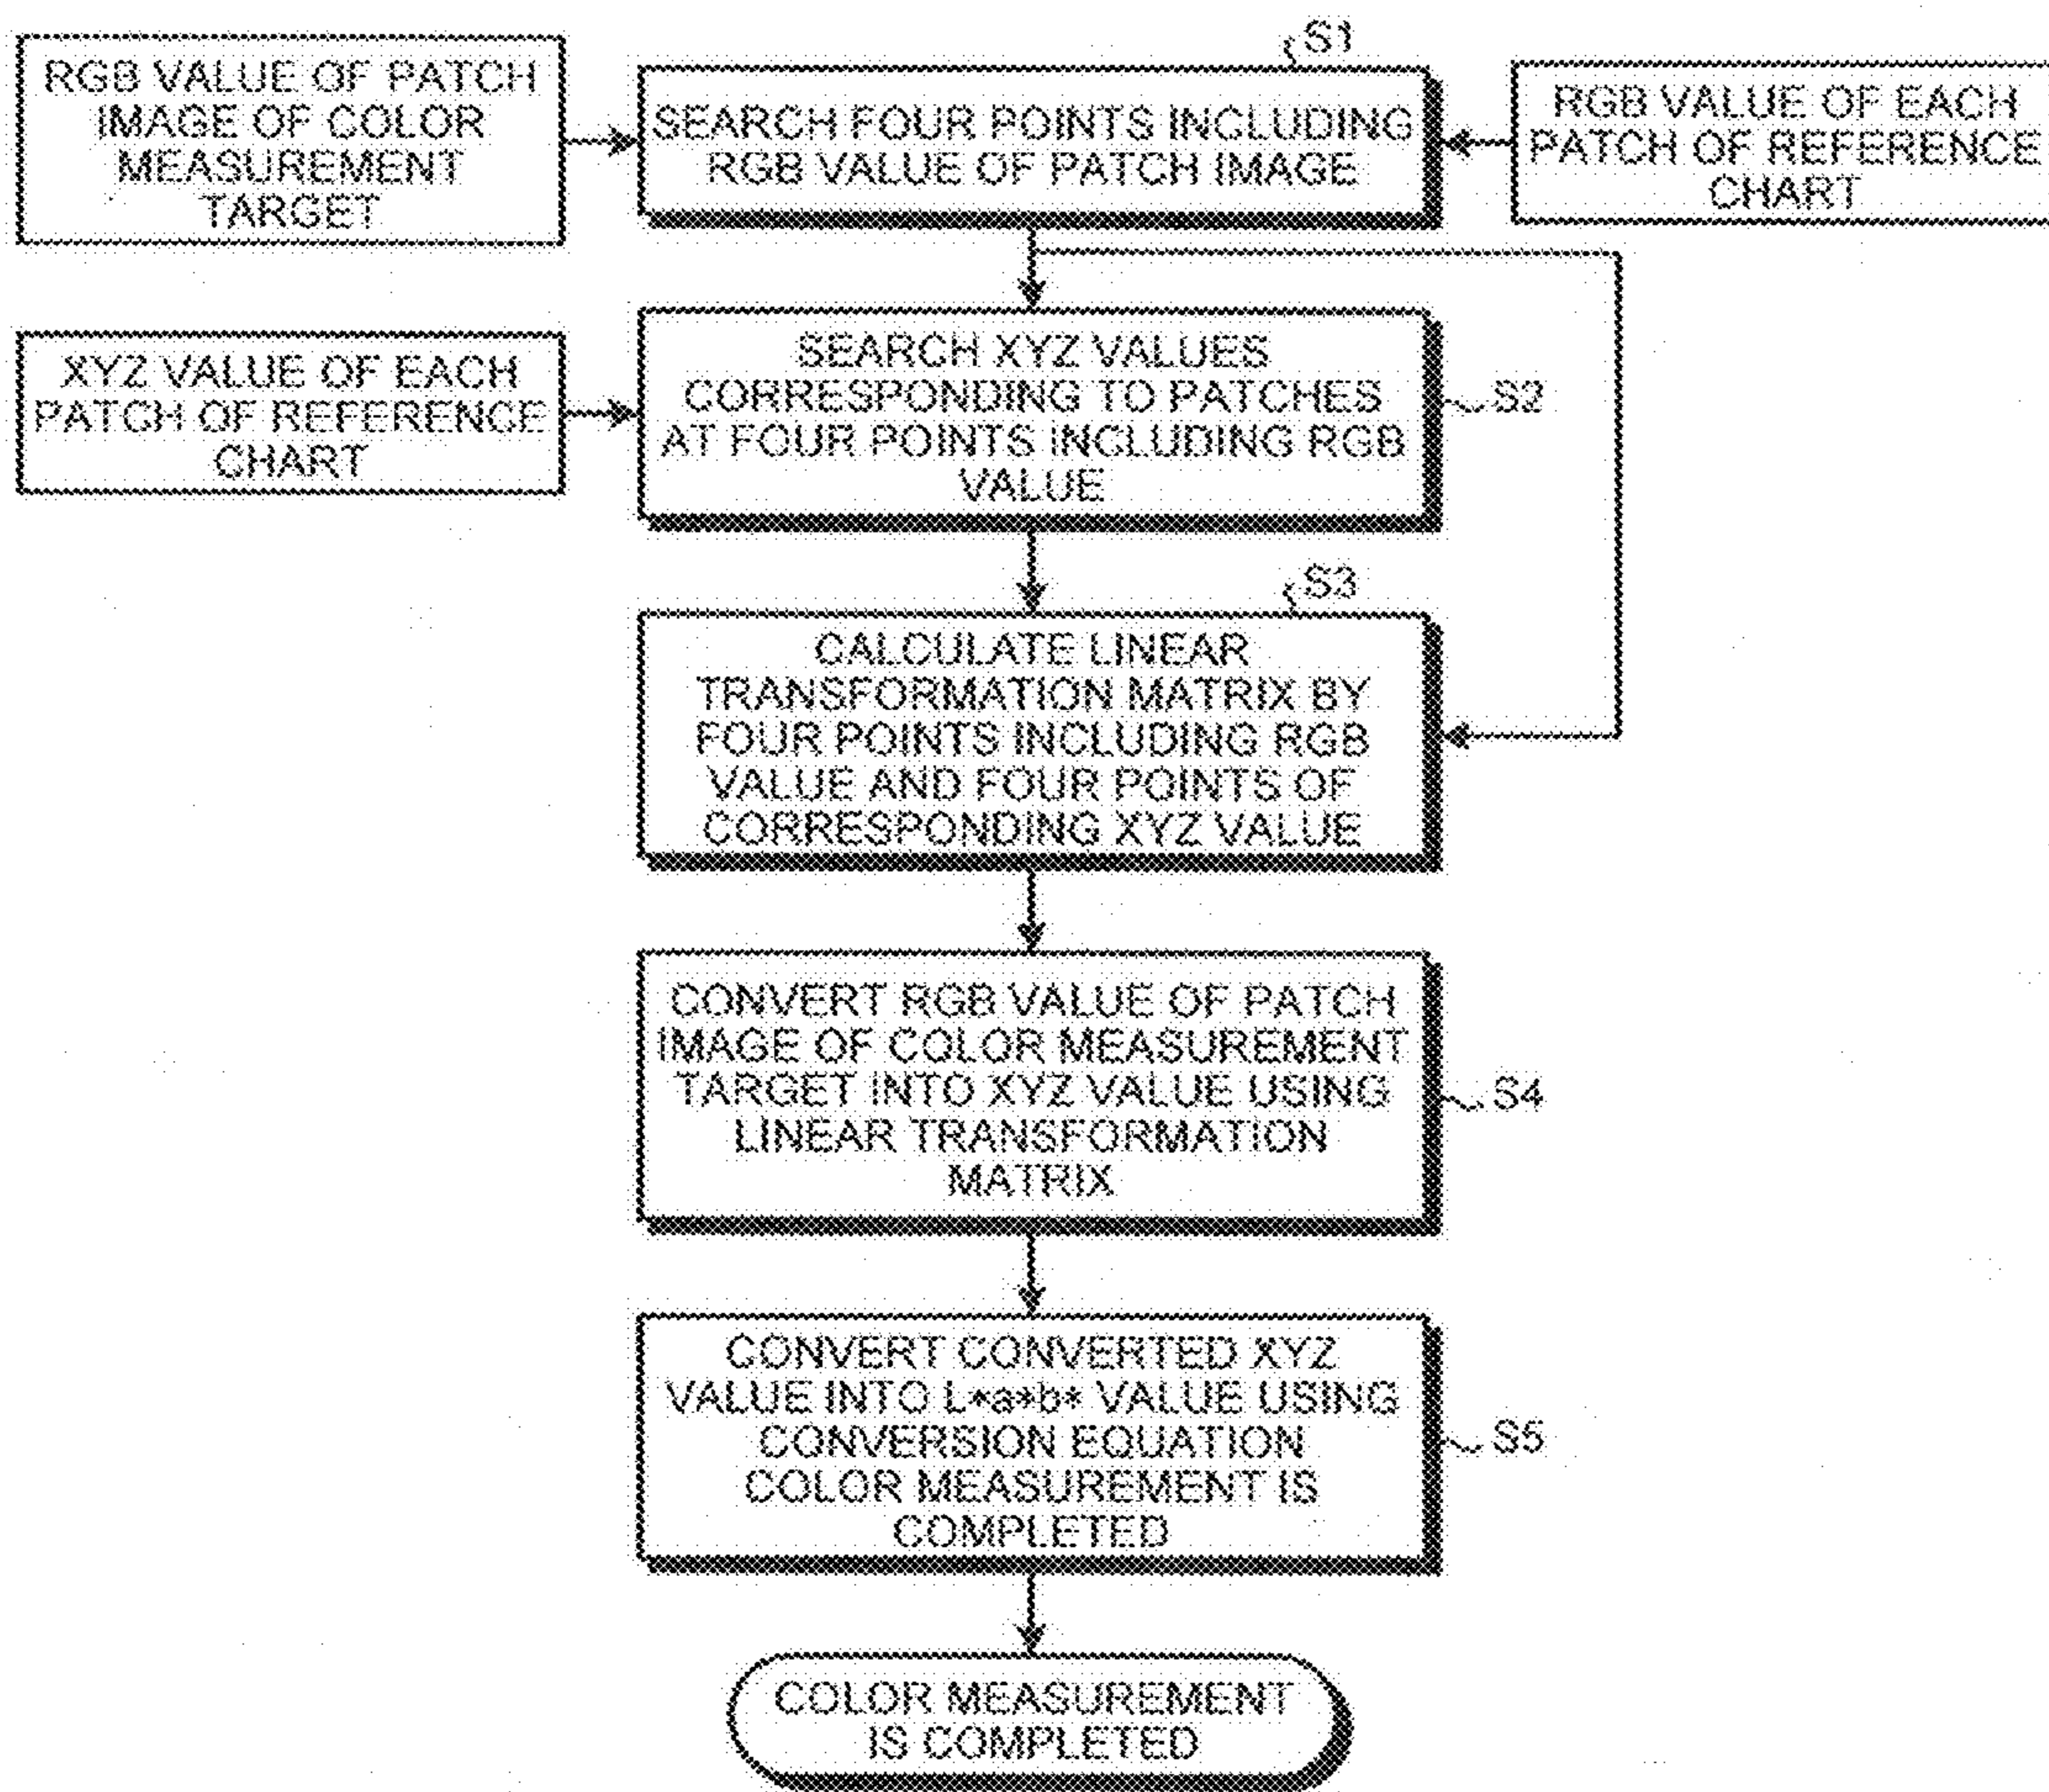 RGB VALUE OF PATCH
IMAGE OF COLOR
MEASUREMENT
TARGET
S1
SEARCH FOUR POINTS INCLUDING
RGB VALUE OF PATCH IMAGE
RGB VALUE OF EACH
PATCH OF REFERENCE
CHART
XYZ VALUE OF EACH
PATCH OF REFERENCE
CHART
SEARCH XYZ VALUES
CORRESPONDING TO PATCHES
AT FOUR POINTS INCLUDING RGB
VALUE
S2
S3
CALCULATE LINEAR
TRANSFORMATION MATRIX BY
FOUR POINTS INCLUDING RGB
VALUE AND FOUR POINTS OF
CORRESPONDING XYZ VALUE
CONVERT RGB VALUE OF PATCH
IMAGE OF COLOR MEASUREMENT
TARGET INTO XYZ VALUE USING
LINEAR TRANSFORMATION
MATRIX
S4
CONVERT CONVERTED XYZ
VALUE INTO L*a*b* VALUE USING
CONVERSION EQUATION
COLOR MEASUREMENT IS
COMPLETED
S5
COLOR MEASUREMENT
IS COMPLETED